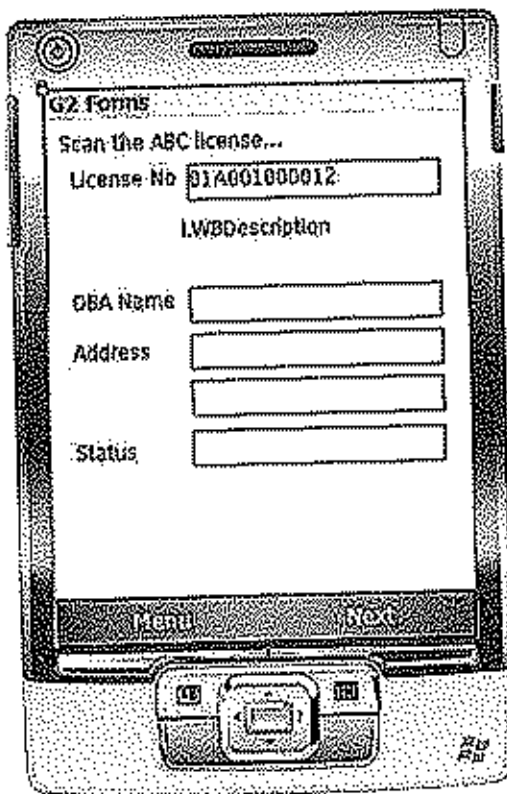 G2 Forms
Scan the ABC license...
License No 01A001000012
LWBDescription
DBA Name
Address
Status
Menu Next